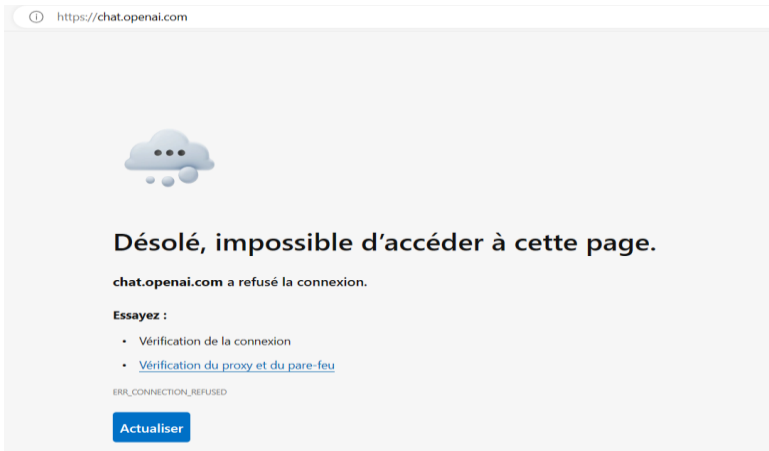 https://chat.openai.com
Désolé, impossible d’accéder à cette page.
chat.openai.com a refusé la connexion.
Essayez :
• Vérification de la connexion
• Vérification du proxy et du pare-feu
ERR_CONNECTION_REFUSED
Actualiser